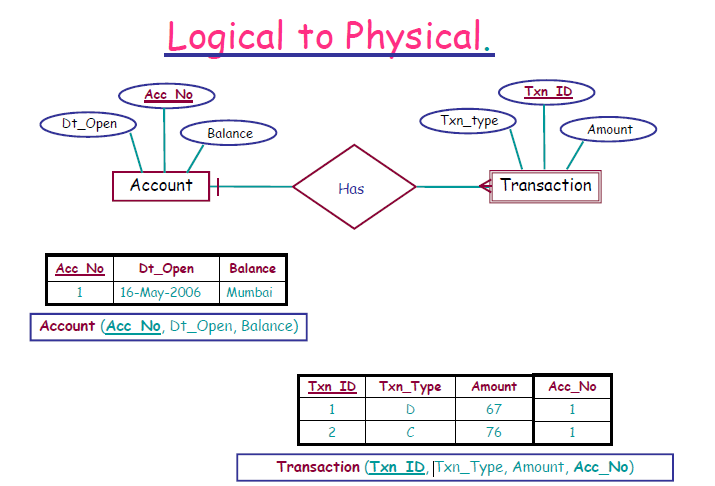 Logical to Physical.
Acc_No
Txn_ID
Dt_Open
Balance
Txn_type
Amount
Account
Has
Transaction
Acc_No Dt_Open Balance
1 16-May-2006 Mumbai
Account (Acc_No, Dt_Open, Balance)
Txn_ID Txn_Type Amount Acc_No
1 D 67 1
2 C 76 1
Transaction (Txn_ID, Txn_Type, Amount, Acc_No)